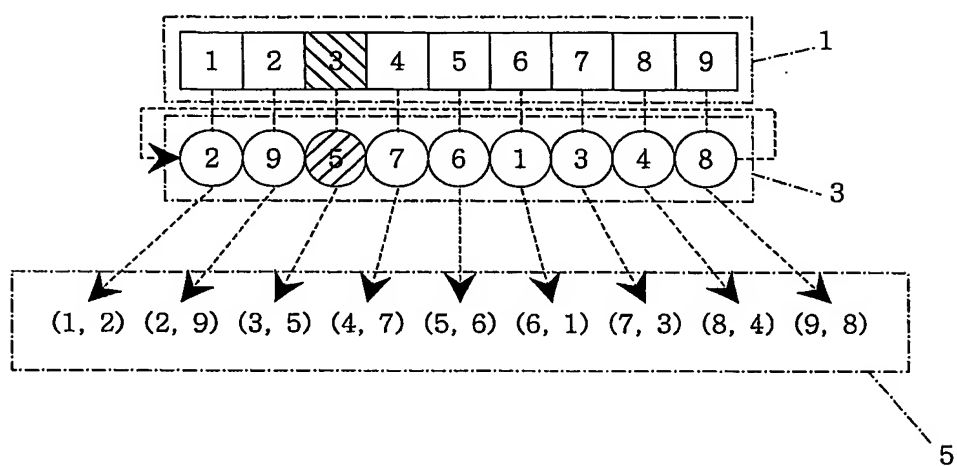 1
1 2 3 4 5 6 7 8 9
2 9 5 7 6 1 3 4 8
3
(1, 2) (2, 9) (3, 5) (4, 7) (5, 6) (6, 1) (7, 3) (8, 4) (9, 8)
5